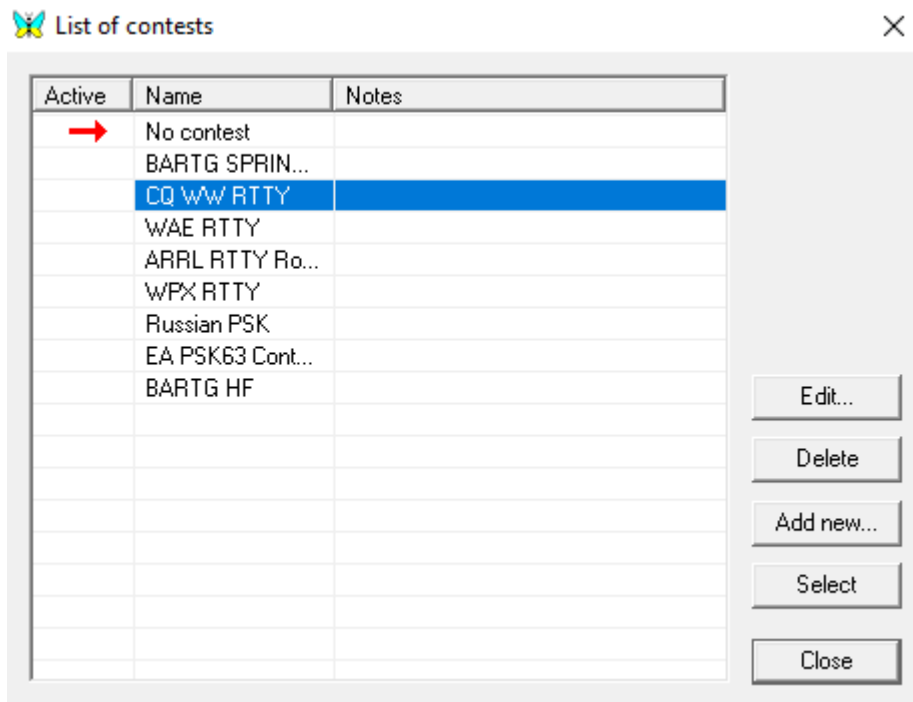 List of contests
Active Name Notes
No contest
BARTG SPRIN...
CQ WW RTTY
WAE RTTY
ARRL RTTY Ro...
WPX RTTY
Russian PSK
EA PSK63 Cont...
BARTG HF
Edit...
Delete
Add new...
Select
Close